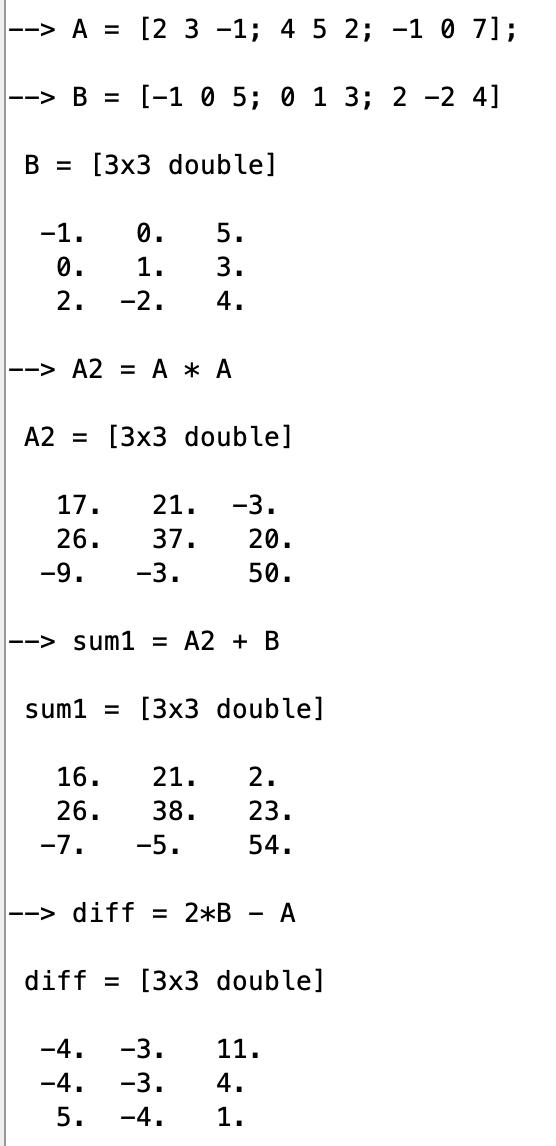 --> A = [2 3 -1; 4 5 2; -1 0 7];
--> B = [-1 0 5; 0 1 3; 2 -2 4]
B = [3x3 double]
-1. 0. 5.
0. 1. 3.
2. -2. 4.
--> A2 = A * A
A2 = [3x3 double]
17. 21. -3.
26. 37. 20.
-9. -3. 50.
--> sum1 = A2 + B
sum1 = [3x3 double]
16. 21. 2.
26. 38. 23.
-7. -5. 54.
--> diff = 2*B - A
diff = [3x3 double]
-4. -3. 11.
-4. -3. 4.
5. -4. 1.